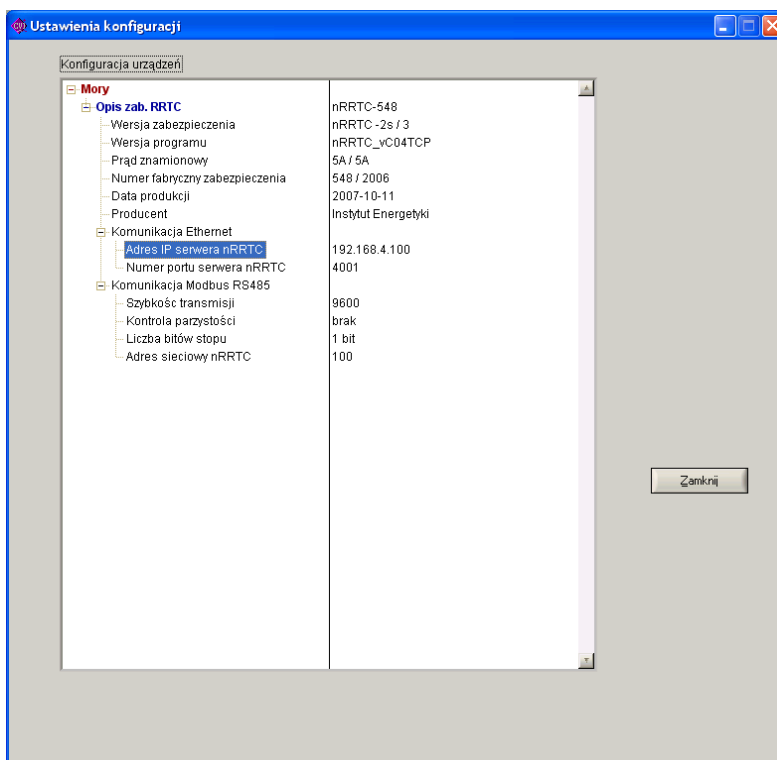 CVI Ustawienia konfiguracji
Konfiguracja urządzeń
Mory
Opis zab. RRTC nRRTC-548
Wersja zabezpieczenia nRRTC -2s / 3
Wersja programu nRRTC_vC04TCP
Prąd znamionowy 5A / 5A
Numer fabryczny zabezpieczenia 548 / 2006
Data produkcji 2007-10-11
Producent Instytut Energetyki
Komunikacja Ethernet
Adres IP serwera nRRTC 192.168.4.100
Numer portu serwera nRRTC 4001
Komunikacja Modbus RS485
Szybkośc transmisji 9600
Kontrola parzystości brak
Liczba bitów stopu 1 bit
Adres sieciowy nRRTC 100
Zamknij